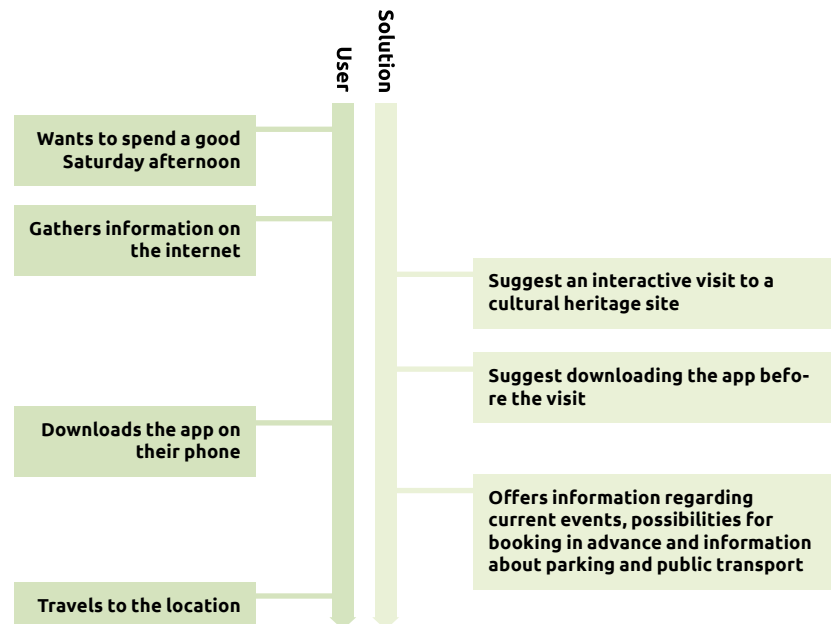 User
Solution
Wants to spend a good
Saturday afternoon
Gathers information on
the internet
Suggest an interactive visit to a
cultural heritage site
Suggest downloading the app befo-
re the visit
Downloads the app on
their phone
Offers information regarding
current events, possibilities for
booking in advance and information
about parking and public transport
Travels to the location